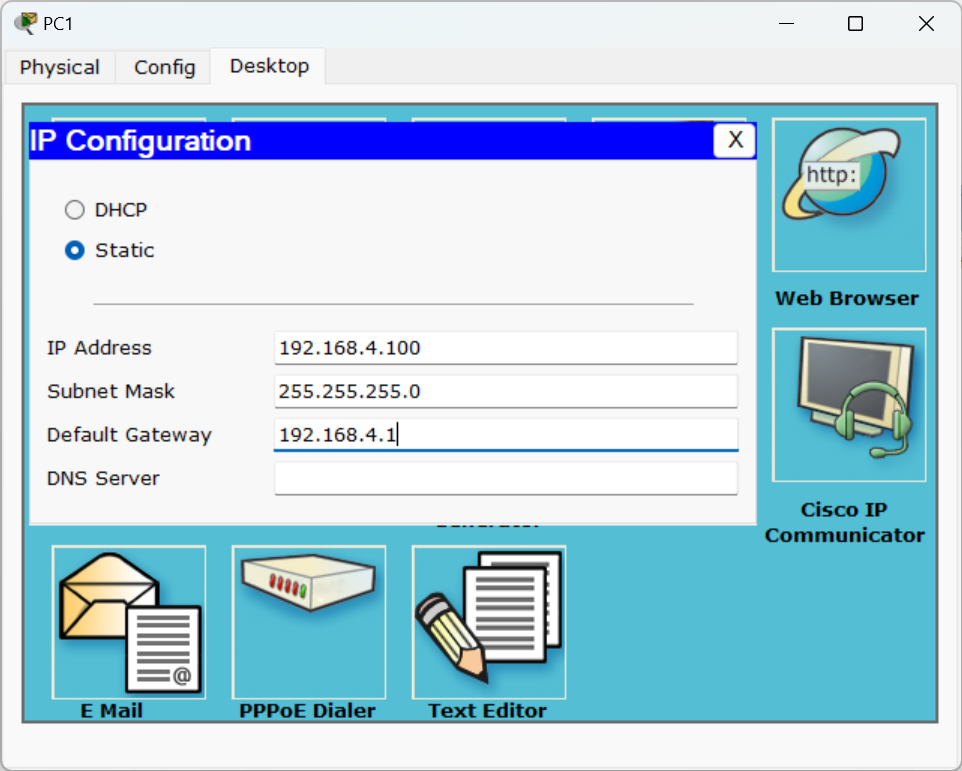 PC1
Physical
Config
Desktop
IP Configuration
X
DHCP
Static
IP Address
192.168.4.100
Subnet Mask
255.255.255.0
Default Gateway
192.168.4.1
DNS Server
http:
Web Browser
Cisco IP
Communicator
@
E Mail
PPPoE Dialer
Text Editor